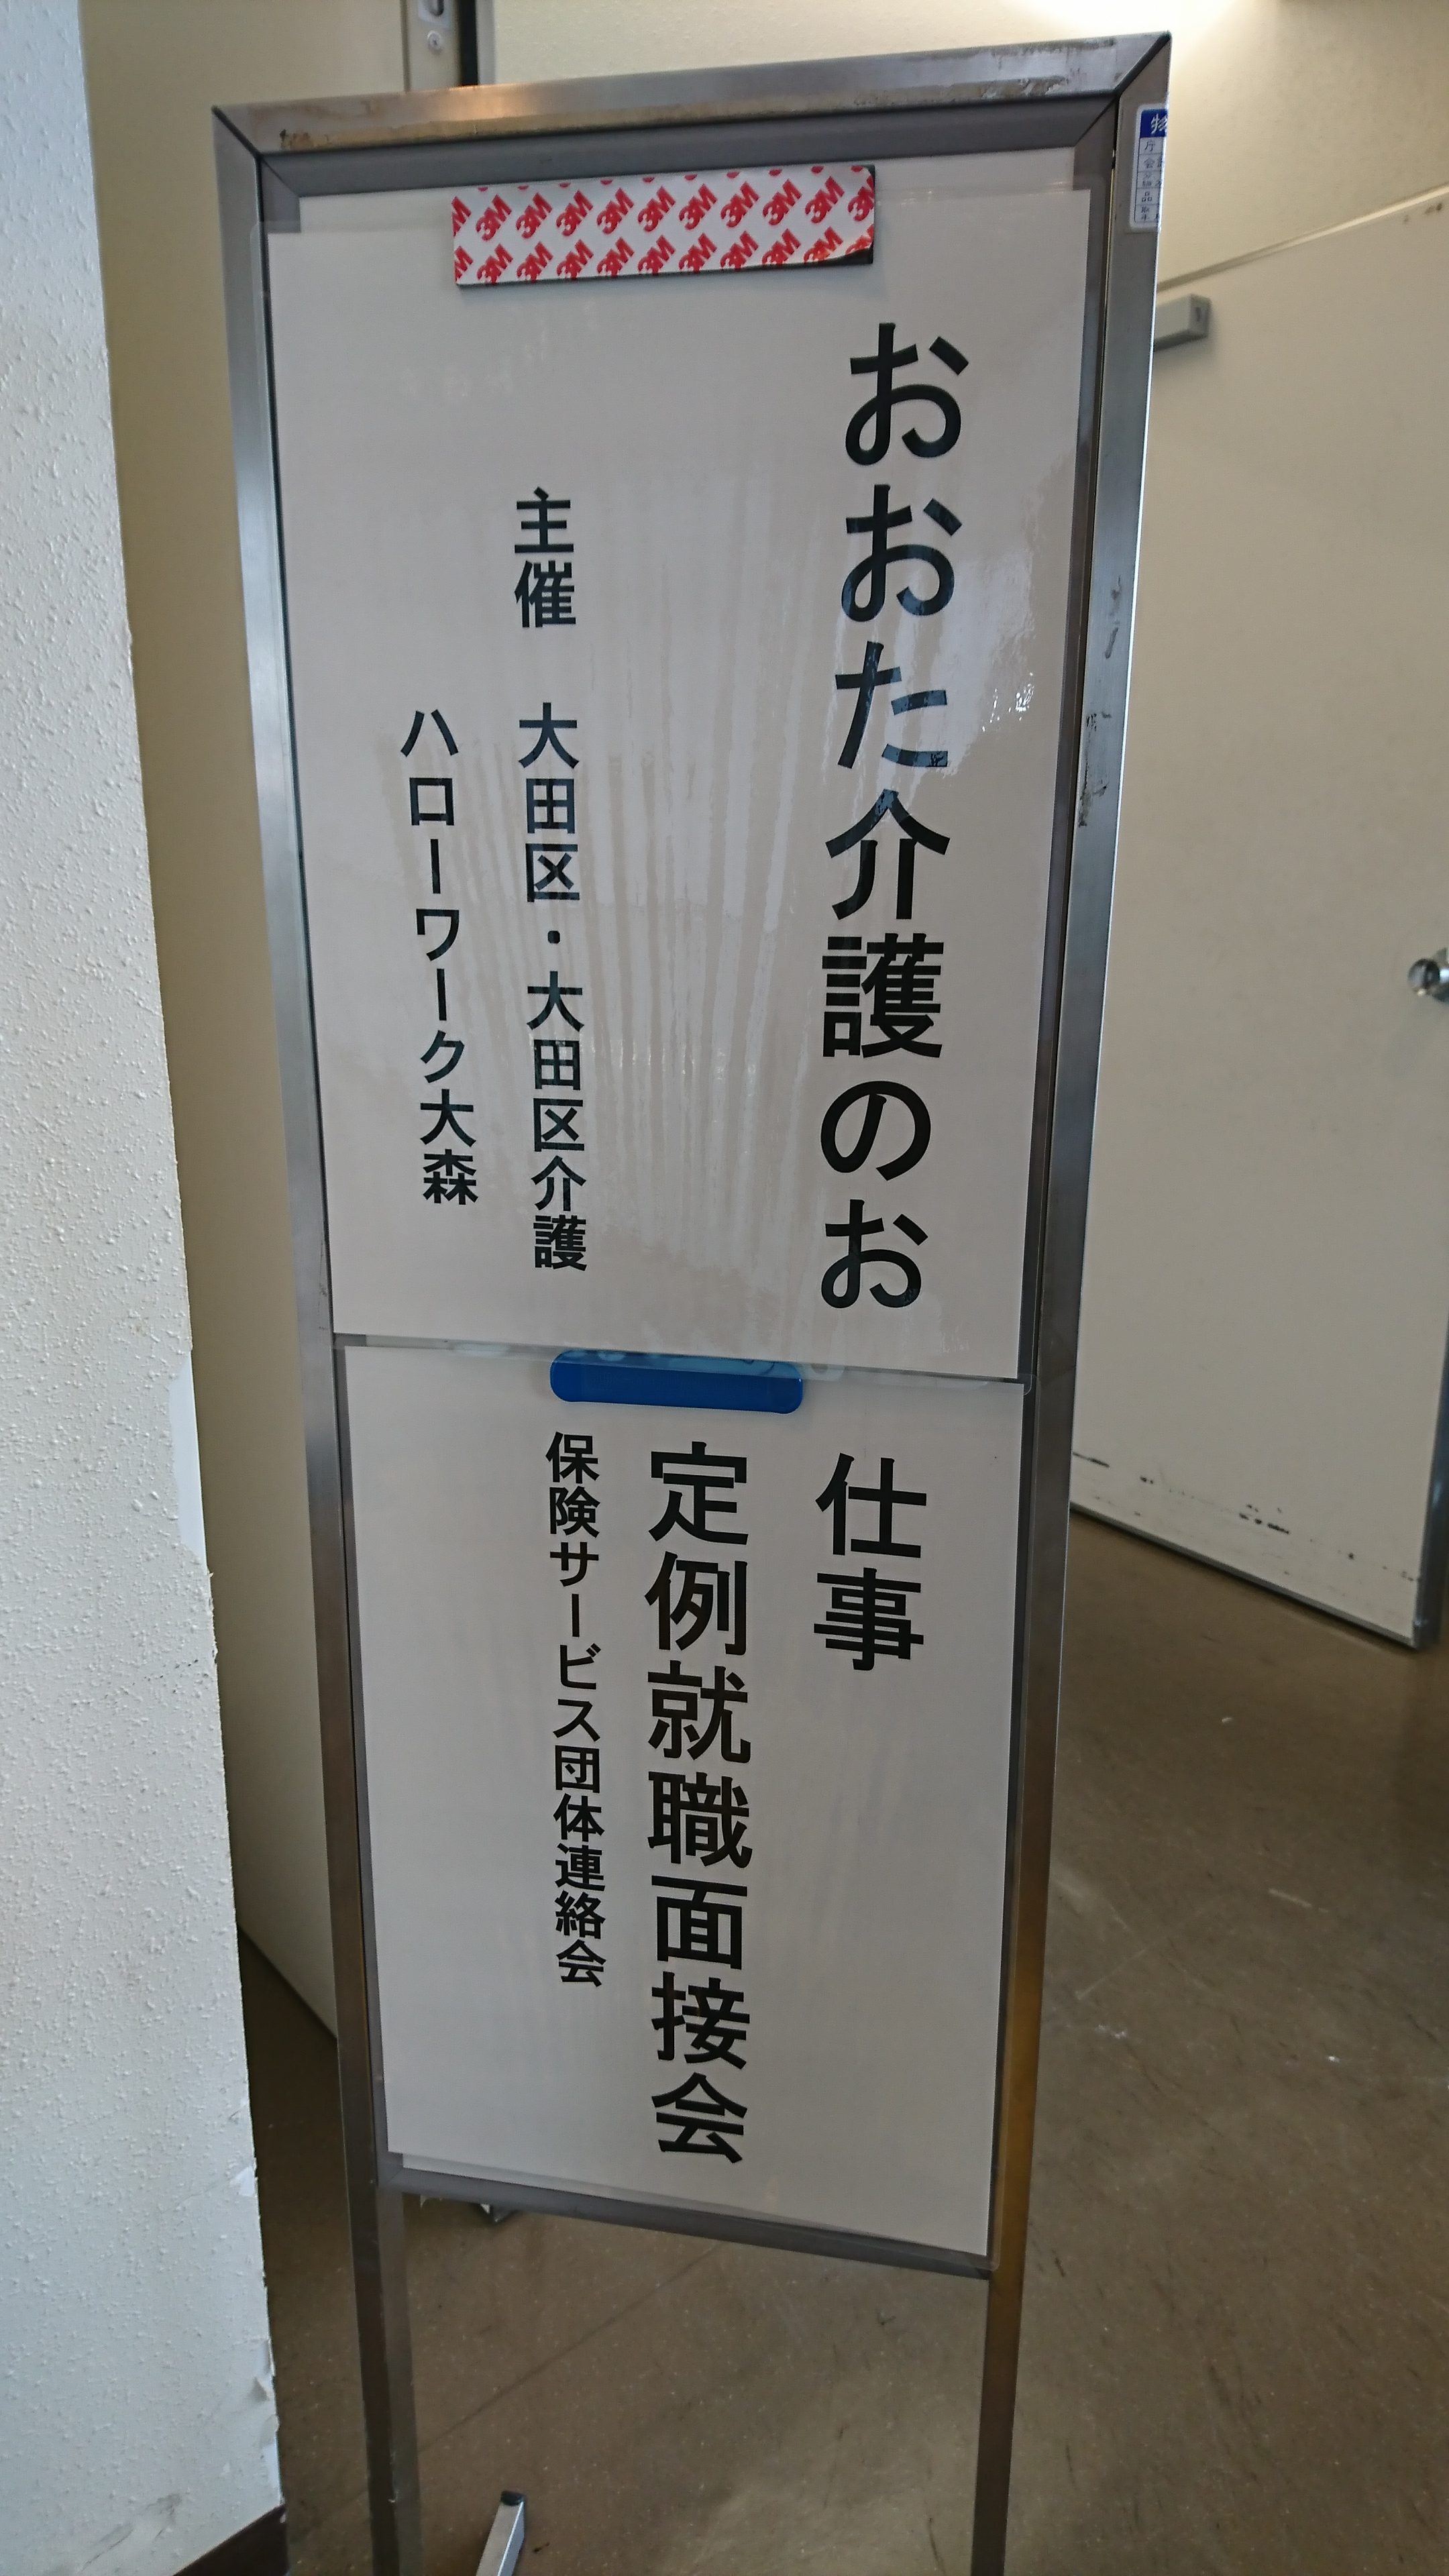 おおた介護のお仕事
定例就職面接会
主催 大田区・大田区介護保険サービス団体連絡会
ハローワーク大森
3M